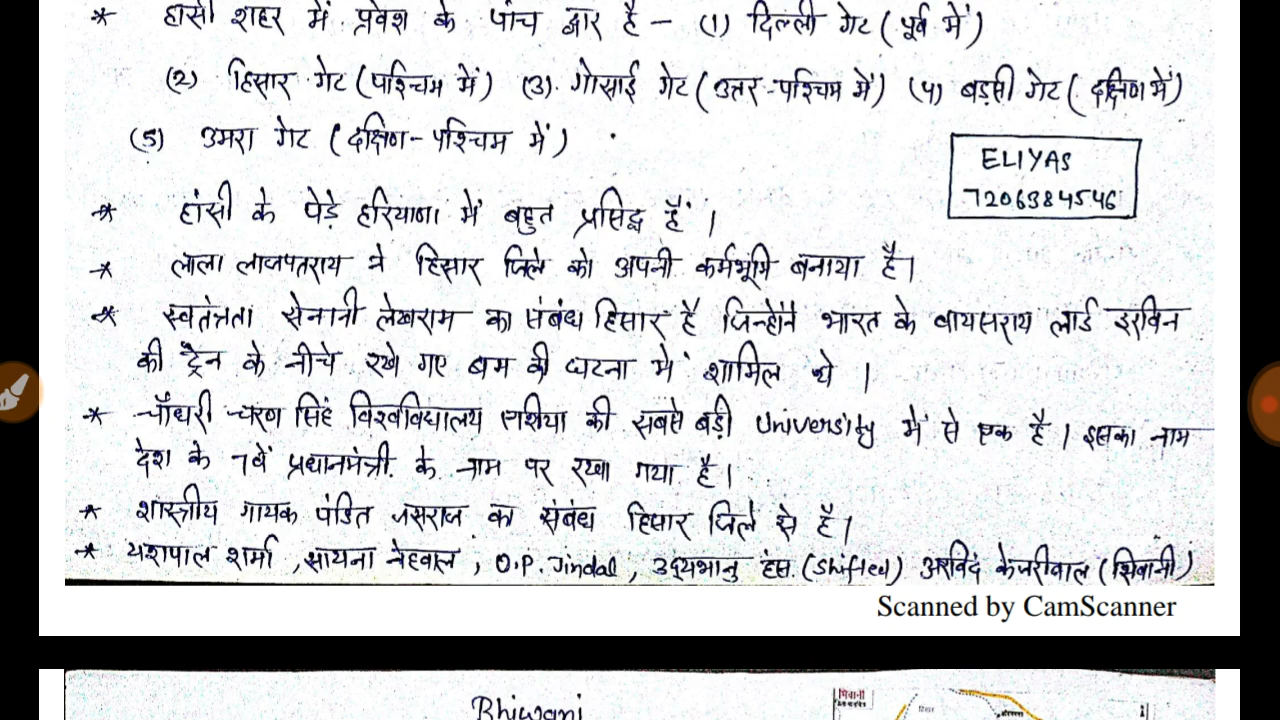 * हांसी शहर में प्रवेश के पांच द्वार है - (1) दिल्ली गेट (पूर्व में)
(2) हिसार गेट (पश्चिम में) (3). गोसाई गेट (उत्तर-पश्चिम में) (4) बड़सी गेट (दक्षिण में)
(5) उमरा गेट (दक्षिण-पश्चिम में)
ELIYAS
7206384546
* हांसी के पेड़े हरियाणा में बहुत प्रसिद्ध हैं।
* लाला लाजपतराय ने हिसार जिले को अपनी कर्मभूमि बनाया है।
* स्वतंत्रता सेनानी लेखराम का संबंध हिसार है जिन्होंने भारत के वायसराय लार्ड इरविन
की ट्रेन के नीचे रखे गए बम की घटना में शामिल थे।
* चौधरी चरण सिंह विश्वविद्यालय एशिया की सबसे बड़ी University में से एक है। इसका नाम
देश के 7वें प्रधानमंत्री. के नाम पर रखा गया है।
* शास्त्रीय गायक पंडित जसराज का संबंध हिसार जिले से है।
* यशपाल शर्मा, सायना नेहवाल, O.P. Jindal, उदयभानु हंस (Shifted) अरविंद केजरीवाल (सिवानी)
Scanned by CamScanner
Bhiwani
भिवानी